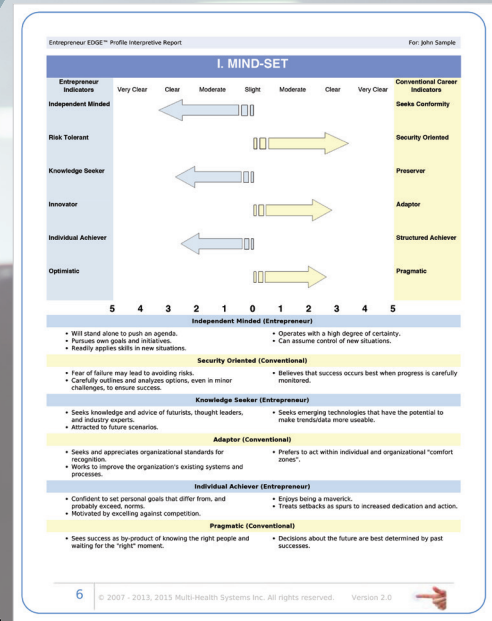 Entrepreneur EDGE™ Profile Interpretive Report For: John Sample
I. MIND-SET
Entrepreneur Indicators Very Clear Clear Moderate Slight Moderate Clear Very Clear Conventional Career Indicators
Independent Minded Seeks Conformity
Risk Tolerant Security Oriented
Knowledge Seeker Preserver
Innovator Adaptor
Individual Achiever Structured Achiever
Optimistic Pragmatic
5 4 3 2 1 0 1 2 3 4 5
Independent Minded (Entrepreneur)
• Will stand alone to push an agenda.
• Pursues own goals and initiatives.
• Readily applies skills in new situations.
• Operates with a high degree of certainty.
• Can assume control of new situations.
Security Oriented (Conventional)
• Fear of failure may lead to avoiding risks.
• Carefully outlines and analyzes options, even in minor
challenges, to ensure success.
• Believes that success occurs best when progress is carefully
monitored.
Knowledge Seeker (Entrepreneur)
• Seeks knowledge and advice of futurists, thought leaders,
and industry experts.
• Attracted to future scenarios.
• Seeks emerging technologies that have the potential to
make trends/data more useable.
Adaptor (Conventional)
• Seeks and appreciates organizational standards for
recognition.
• Works to improve the organization's existing systems and
processes.
• Prefers to act within individual and organizational "comfort
zones".
Individual Achiever (Entrepreneur)
• Confident to set personal goals that differ from, and
probably exceed, norms.
• Motivated by excelling against competition.
• Enjoys being a maverick.
• Treats setbacks as spurs to increased dedication and action.
Pragmatic (Conventional)
• Sees success as by-product of knowing the right people and
waiting for the "right" moment.
• Decisions about the future are best determined by past
successes.
6 © 2007 - 2013, 2015 Multi-Health Systems Inc. All rights reserved. Version 2.0